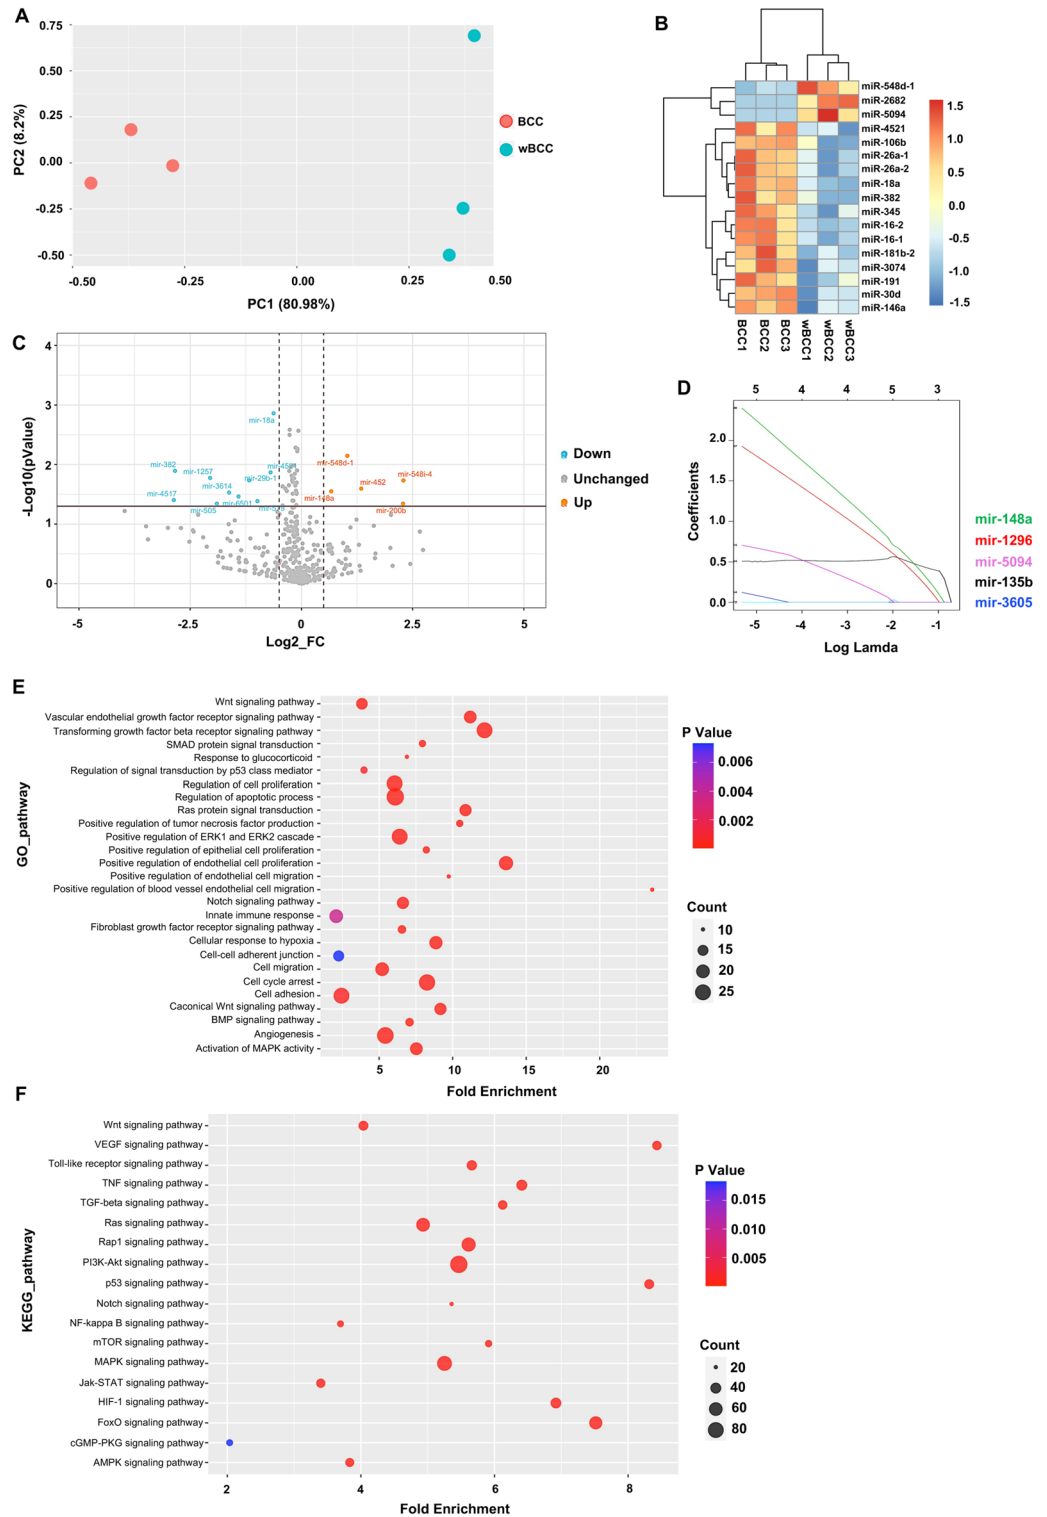 A
0.75
0.50
0.25
0.00
-0.25
-0.50
PC2 (8.2%)
-0.50
-0.25
0.00
0.25
0.50
PC1 (80.98%)
BCC
wBCC
B
miR-548d-1
miR-2682
miR-5094
miR-4521
miR-106b
miR-26a-1
miR-26a-2
miR-18a
miR-382
miR-345
miR-16-2
miR-16-1
miR-181b-2
miR-3074
miR-191
miR-30d
miR-146a
BCC1
BCC2
BCC3
wBCC1
wBCC2
wBCC3
1.5
1.0
0.5
0.0
-0.5
-1.0
-1.5
C
4
3
2
1
0
-Log10(pValue)
-5
-2.5
0
2.5
5
Log2_FC
mir-18a
mir-382
mir-1257
mir-29b-1
mir-3614
mir-4517
mir-505
mir-6501
mir-548d-1
mir-548i-4
mir-452
mir-148a
mir-200b
Down
Unchanged
Up
D
5 4 4 5 3
2.0
1.5
1.0
0.5
0.0
Coefficients
-5 -4 -3 -2 -1
Log Lamda
mir-148a
mir-1296
mir-5094
mir-135b
mir-3605
E
GO_pathway
Wnt signaling pathway
Vascular endothelial growth factor receptor signaling pathway
Transforming growth factor beta receptor signaling pathway
SMAD protein signal transduction
Response to glucocorticoid
Regulation of signal transduction by p53 class mediator
Regulation of cell proliferation
Regulation of apoptotic process
Ras protein signal transduction
Positive regulation of tumor necrosis factor production
Positive regulation of ERK1 and ERK2 cascade
Positive regulation of epithelial cell proliferation
Positive regulation of endothelial cell proliferation
Positive regulation of endothelial cell migration
Positive regulation of blood vessel endothelial cell migration
Notch signaling pathway
Innate immune response
Fibroblast growth factor receptor signaling pathway
Cellular response to hypoxia
Cell-cell adherent junction
Cell migration
Cell cycle arrest
Cell adhesion
Caconical Wnt signaling pathway
BMP signaling pathway
Angiogenesis
Activation of MAPK activity
5 10 15 20
Fold Enrichment
P Value
0.006
0.004
0.002
Count
10
15
20
25
F
KEGG_pathway
Wnt signaling pathway
VEGF signaling pathway
Toll-like receptor signaling pathway
TNF signaling pathway
TGF-beta signaling pathway
Ras signaling pathway
Rap1 signaling pathway
PI3K-Akt signaling pathway
p53 signaling pathway
Notch signaling pathway
NF-kappa B signaling pathway
mTOR signaling pathway
MAPK signaling pathway
Jak-STAT signaling pathway
HIF-1 signaling pathway
FoxO signaling pathway
cGMP-PKG signaling pathway
AMPK signaling pathway
2 4 6 8
Fold Enrichment
P Value
0.015
0.010
0.005
Count
20
40
60
80